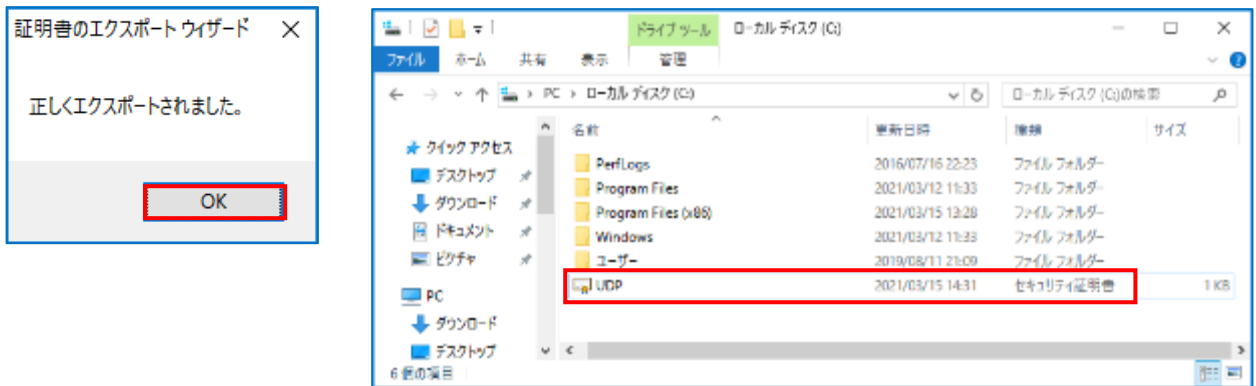 証明書のエクスポート ウィザード
正しくエクスポートされました。
OK
ドライブ ツール ローカル ディスク (C:)
ファイル ホーム 共有 表示 管理
PC › ローカル ディスク (C:) ローカル ディスク (C:)の検索
名前 更新日時 種類 サイズ
クイック アクセス
デスクトップ
ダウンロード
ドキュメント
ピクチャ
PC
ダウンロード
デスクトップ
PerfLogs 2016/07/16 22:23 ファイル フォルダー
Program Files 2021/03/12 11:33 ファイル フォルダー
Program Files (x86) 2021/03/15 13:28 ファイル フォルダー
Windows 2021/03/12 11:33 ファイル フォルダー
ユーザー 2019/08/11 21:09 ファイル フォルダー
UDP 2021/03/15 14:31 セキュリティ証明書 1 KB
6 個の項目